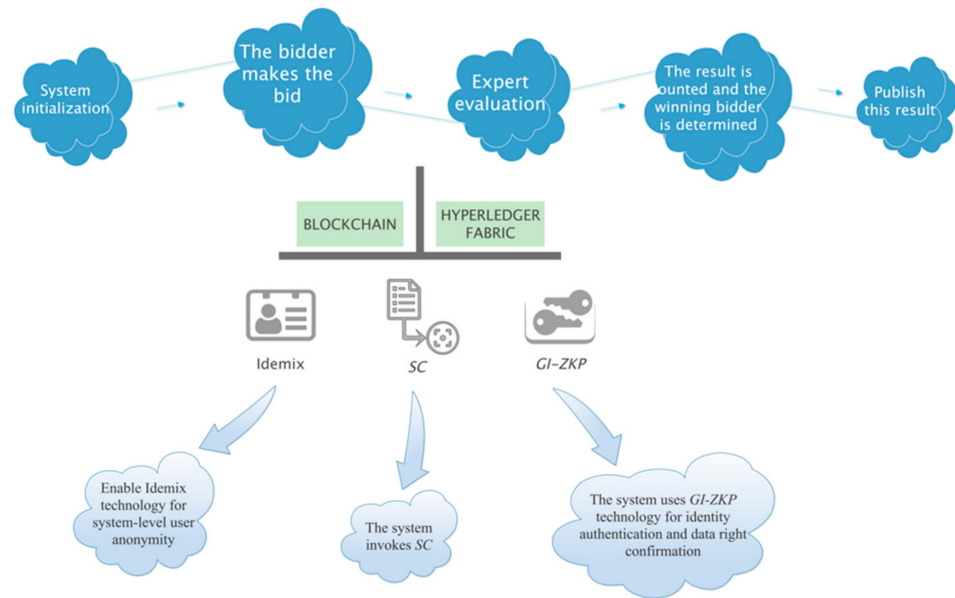 System
initialization
The bidder
makes the
bid
Expert
evaluation
The result is
ounted and the
winning bidder
is determined
Publish
this result
BLOCKCHAIN
HYPERLEDGER
FABRIC
Idemix
SC
GI-ZKP
Enable Idemix
technology for
system-level user
anonymity
The system
invokes SC
The system uses GI-ZKP
technology for identity
authentication and data right
confirmation